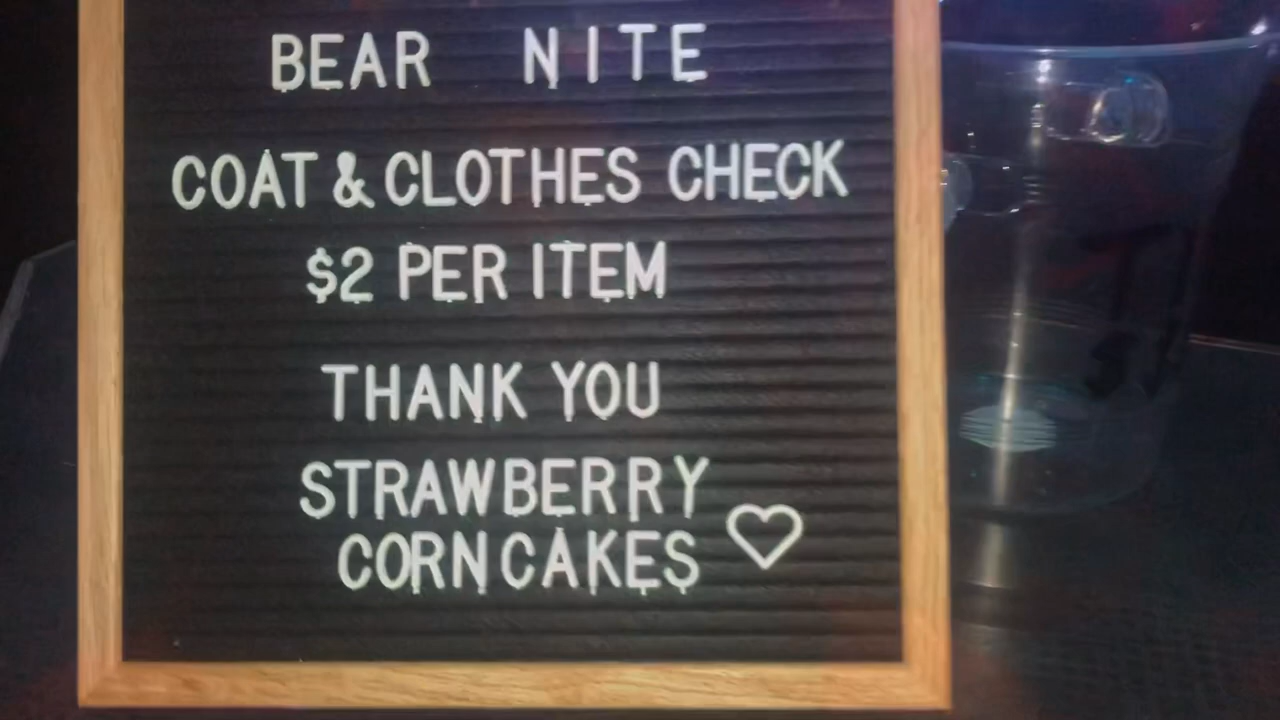 BEAR NITE
COAT & CLOTHES CHECK
$2 PER ITEM
THANK YOU
STRAWBERRY
CORNCAKES